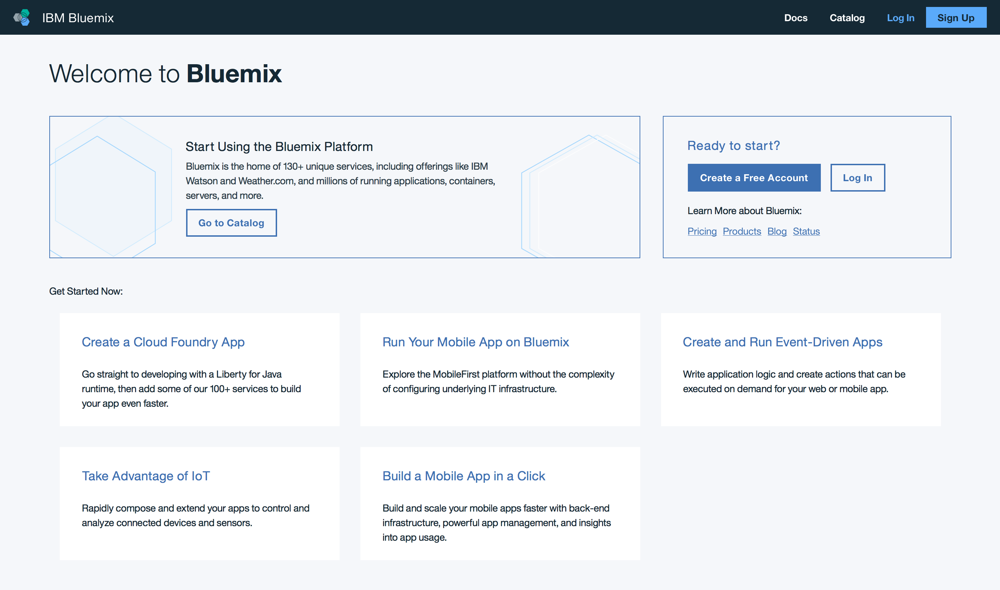 IBM Bluemix
Docs
Catalog
Log In
Sign Up
Welcome to Bluemix
Start Using the Bluemix Platform
Bluemix is the home of 130+ unique services, including offerings like IBM
Watson and Weather.com, and millions of running applications, containers,
servers, and more.
Go to Catalog
Ready to start?
Create a Free Account
Log In
Learn More about Bluemix:
Pricing Products Blog Status
Get Started Now:
Create a Cloud Foundry App
Go straight to developing with a Liberty for Java
runtime, then add some of our 100+ services to build
your app even faster.
Run Your Mobile App on Bluemix
Explore the MobileFirst platform without the complexity
of configuring underlying IT infrastructure.
Create and Run Event-Driven Apps
Write application logic and create actions that can be
executed on demand for your web or mobile app.
Take Advantage of IoT
Rapidly compose and extend your apps to control and
analyze connected devices and sensors.
Build a Mobile App in a Click
Build and scale your mobile apps faster with back-end
infrastructure, powerful app management, and insights
into app usage.